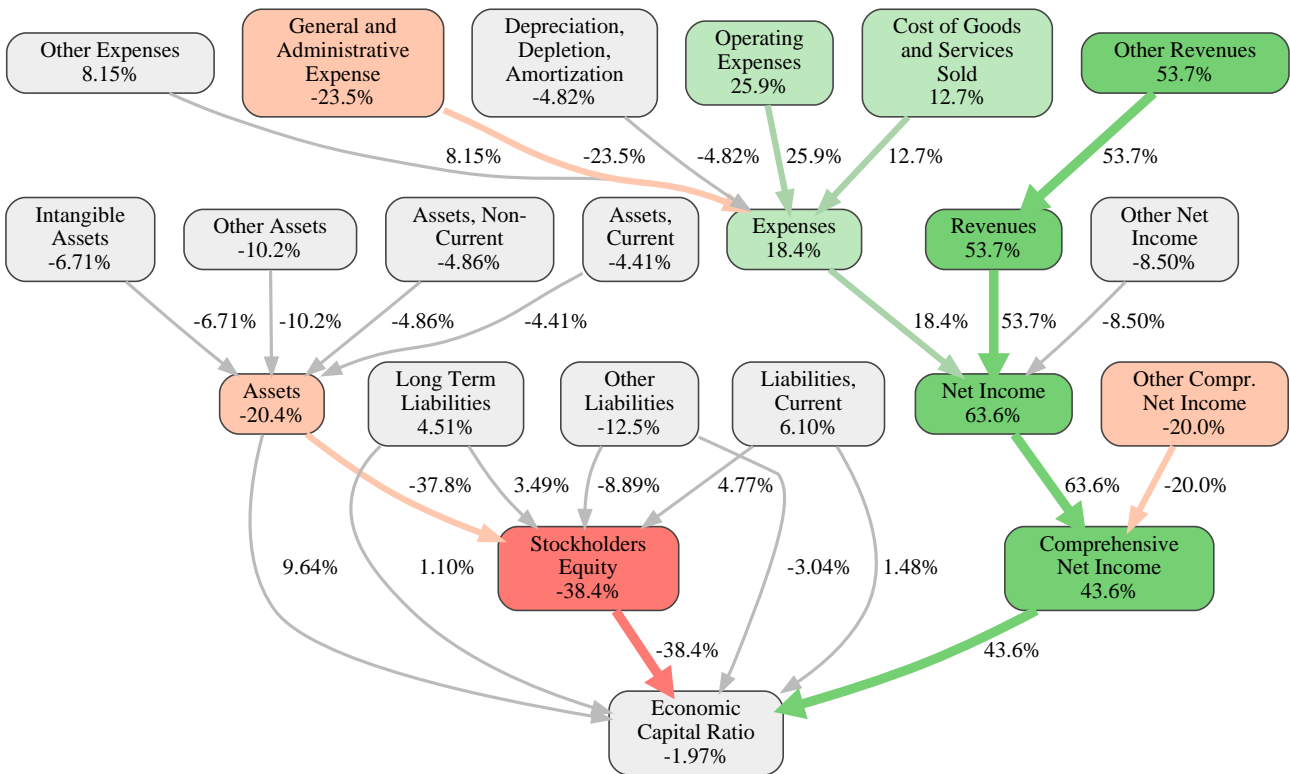 Other Expenses
8.15%
General and
Administrative
Expense
-23.5%
Depreciation,
Depletion,
Amortization
-4.82%
Operating
Expenses
25.9%
Cost of Goods
and Services
Sold
12.7%
Other Revenues
53.7%
8.15%
-23.5%
-4.82%
25.9%
12.7%
53.7%
Intangible
Assets
-6.71%
Other Assets
-10.2%
Assets, Non-
Current
-4.86%
Assets,
Current
-4.41%
Expenses
18.4%
Revenues
53.7%
Other Net
Income
-8.50%
-6.71%
-10.2%
-4.86%
-4.41%
18.4%
53.7%
-8.50%
Assets
-20.4%
Long Term
Liabilities
4.51%
Other
Liabilities
-12.5%
Liabilities,
Current
6.10%
Net Income
63.6%
Other Compr.
Net Income
-20.0%
-37.8%
3.49%
-8.89%
4.77%
63.6%
-20.0%
9.64%
1.10%
Stockholders
Equity
-38.4%
-3.04%
1.48%
Comprehensive
Net Income
43.6%
-38.4%
43.6%
Economic
Capital Ratio
-1.97%